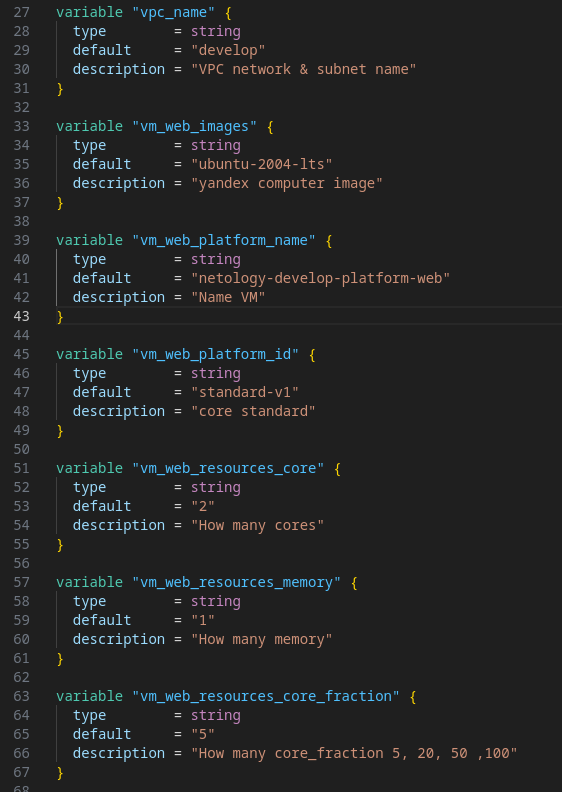 27 variable "vpc_name" {
28   type        = string
29   default     = "develop"
30   description = "VPC network & subnet name"
31 }
32
33 variable "vm_web_images" {
34   type        = string
35   default     = "ubuntu-2004-lts"
36   description = "yandex computer image"
37 }
38
39 variable "vm_web_platform_name" {
40   type        = string
41   default     = "netology-develop-platform-web"
42   description = "Name VM"
43 }
44
45 variable "vm_web_platform_id" {
46   type        = string
47   default     = "standard-v1"
48   description = "core standard"
49 }
50
51 variable "vm_web_resources_core" {
52   type        = string
53   default     = "2"
54   description = "How many cores"
55 }
56
57 variable "vm_web_resources_memory" {
58   type        = string
59   default     = "1"
60   description = "How many memory"
61 }
62
63 variable "vm_web_resources_core_fraction" {
64   type        = string
65   default     = "5"
66   description = "How many core_fraction 5, 20, 50 ,100"
67 }
68